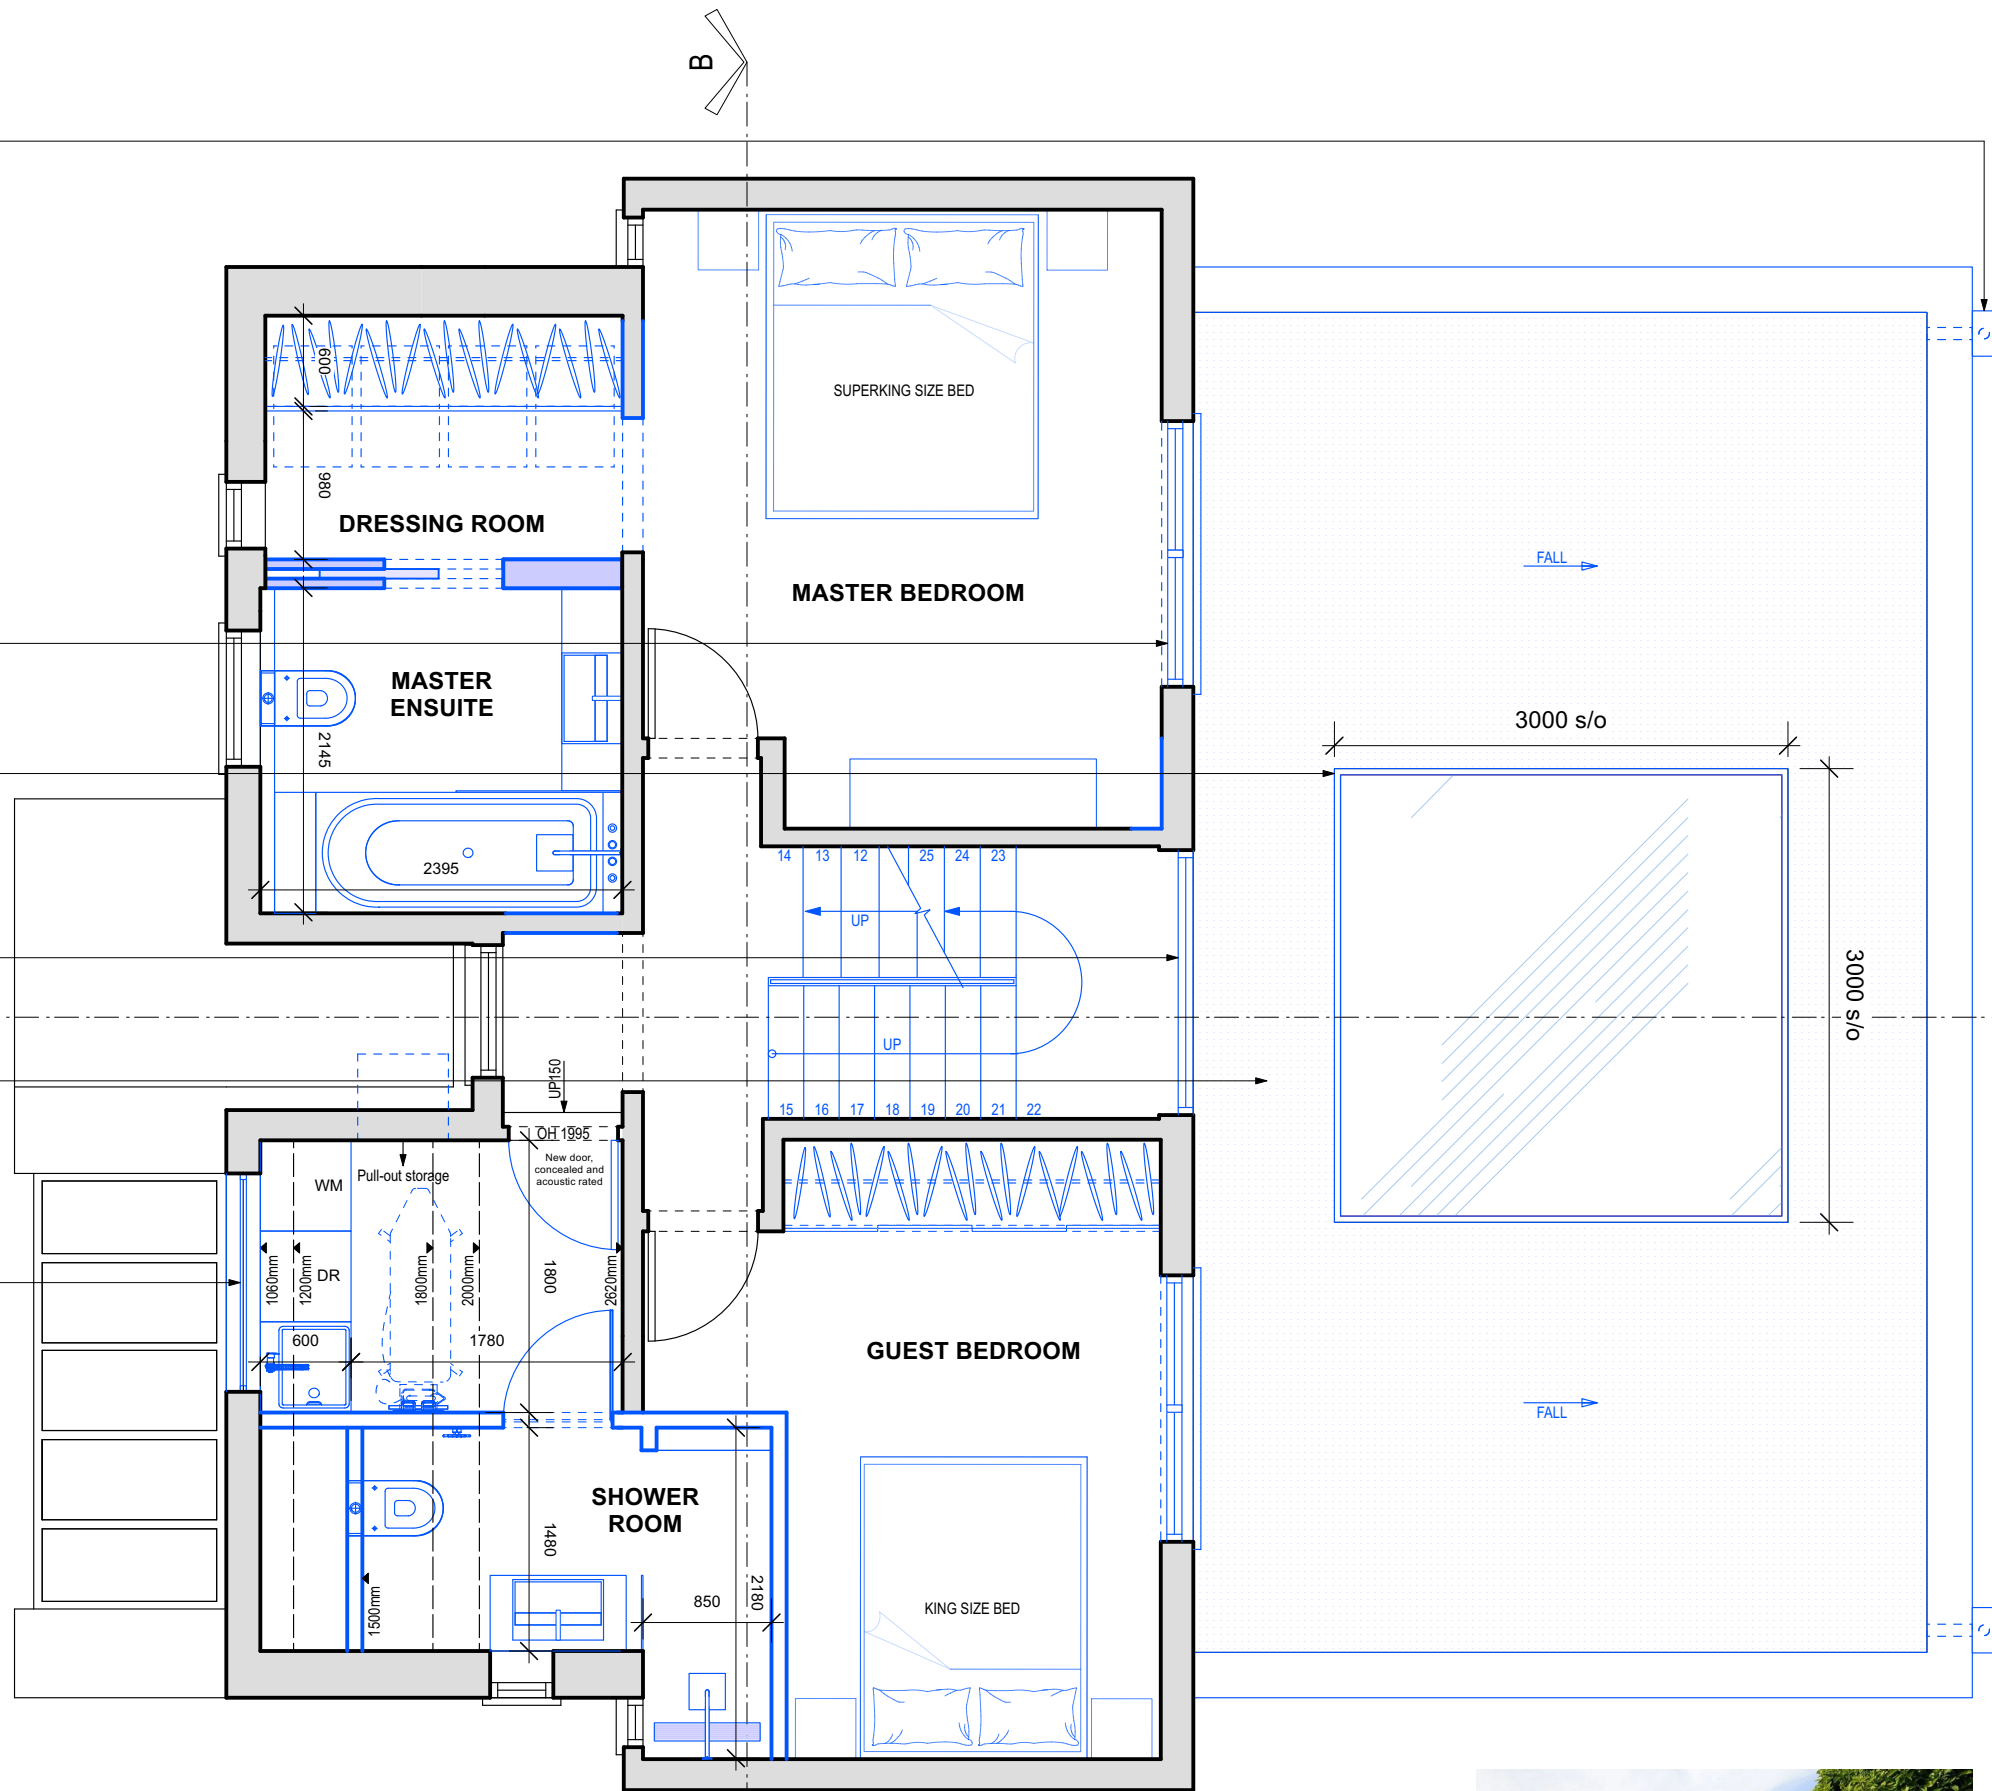 B
600
SUPERKING SIZE BED
980
DRESSING ROOM
FALL
MASTER BEDROOM
MASTER
ENSUITE
3000 s/o
2145
14 13 12 25 24 23
2395
UP
3000 s/o
UP
UP150
15 16 17 18 19 20 21 22
OH 1995
New door,
concealed and
acoustic rated
Pull-out storage
WM
DR
1060mm
1200mm
1800mm
2000mm
1800
2620mm
600
1780
GUEST BEDROOM
FALL
SHOWER
ROOM
1480
1500mm
850
2180
KING SIZE BED